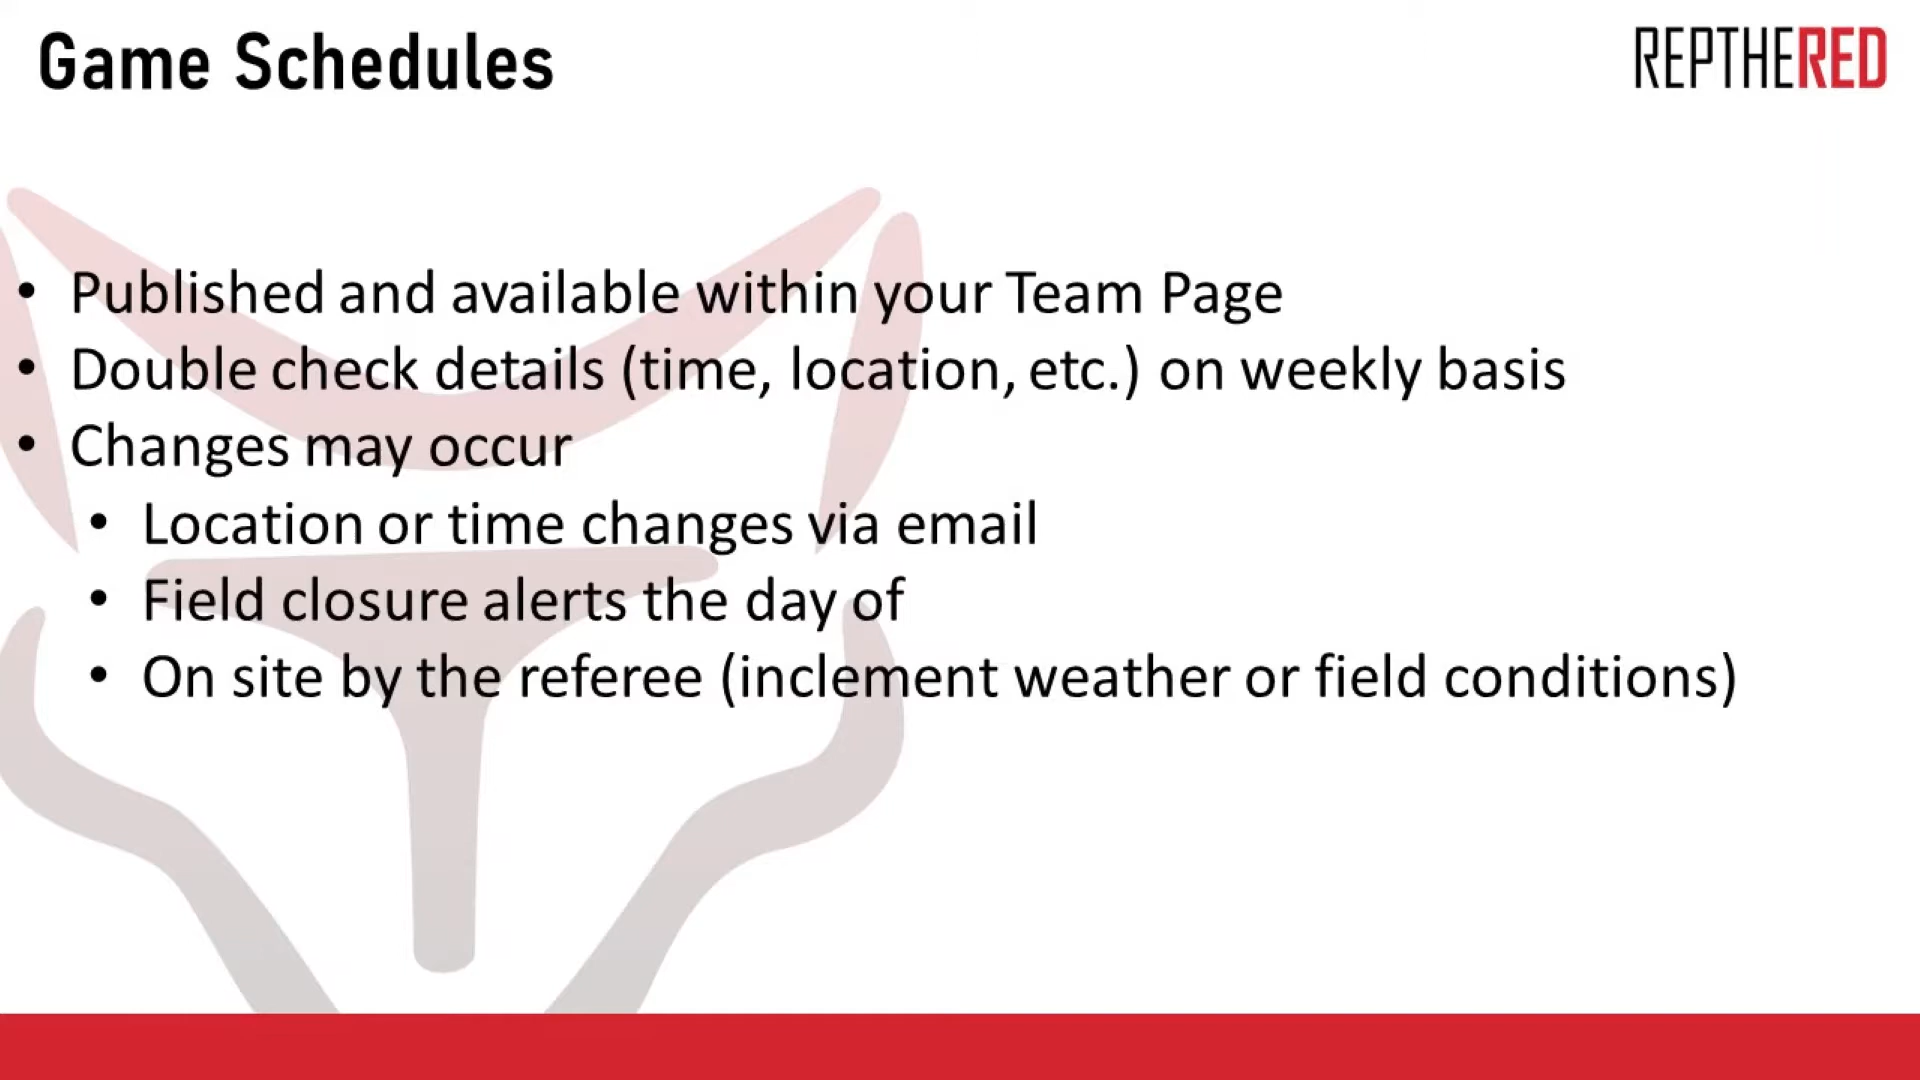 Game Schedules
REPTHERED
• Published and available within your Team Page
• Double check details (time, location, etc.) on weekly basis
• Changes may occur
• Location or time changes via email
• Field closure alerts the day of
• On site by the referee (inclement weather or field conditions)